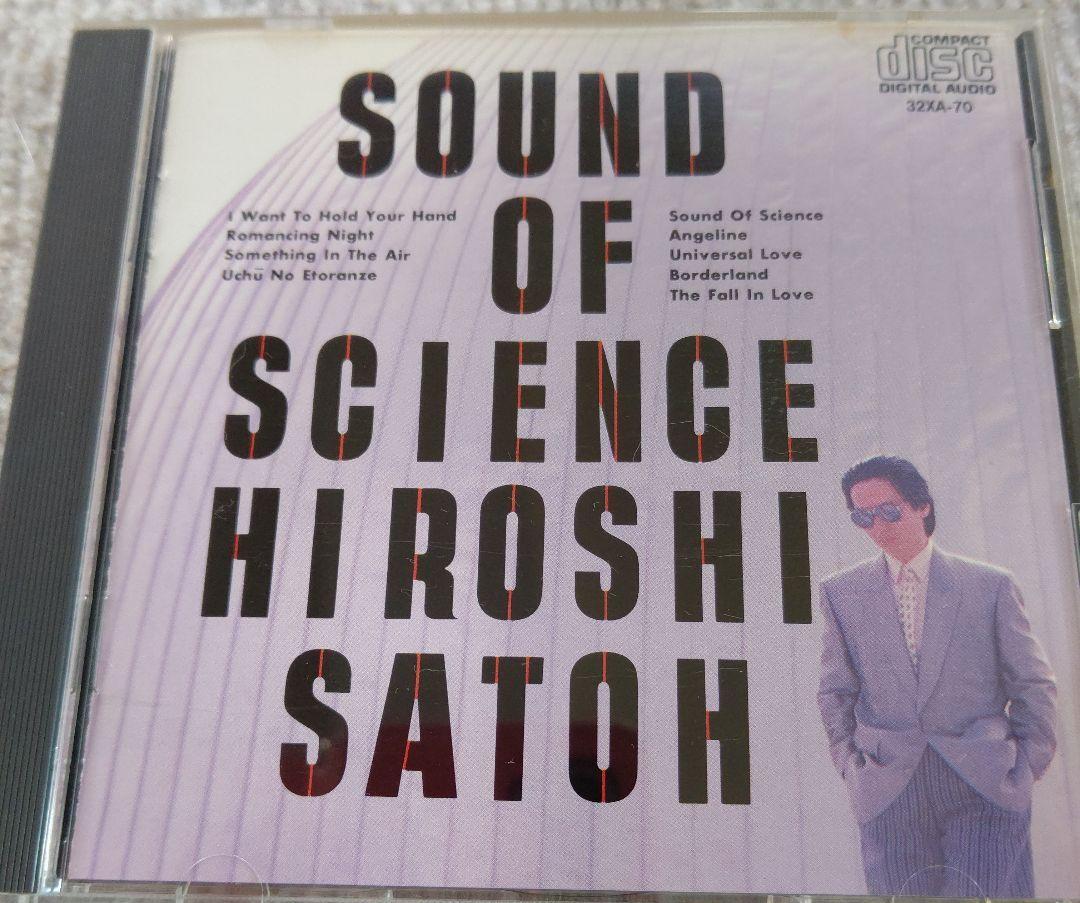 COMPACT
disc
DIGITAL AUDIO
32XA-70
SOUND
OF
SCIENCE
HIROSHI
SATOH
I Want To Hold Your Hand
Romancing Night
Something In The Air
Uchū No Etoranze
Sound Of Science
Angeline
Universal Love
Borderland
The Fall In Love